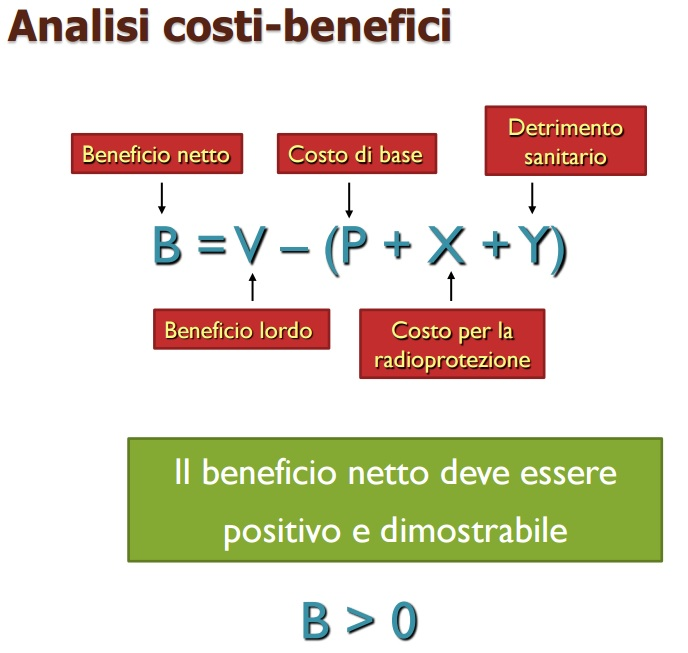 Analisi costi-benefici
Beneficio netto
Costo di base
Detrimento
sanitario
B = V – (P + X + Y)
Beneficio lordo
Costo per la
radioprotezione
Il beneficio netto deve essere
positivo e dimostrabile
B > 0